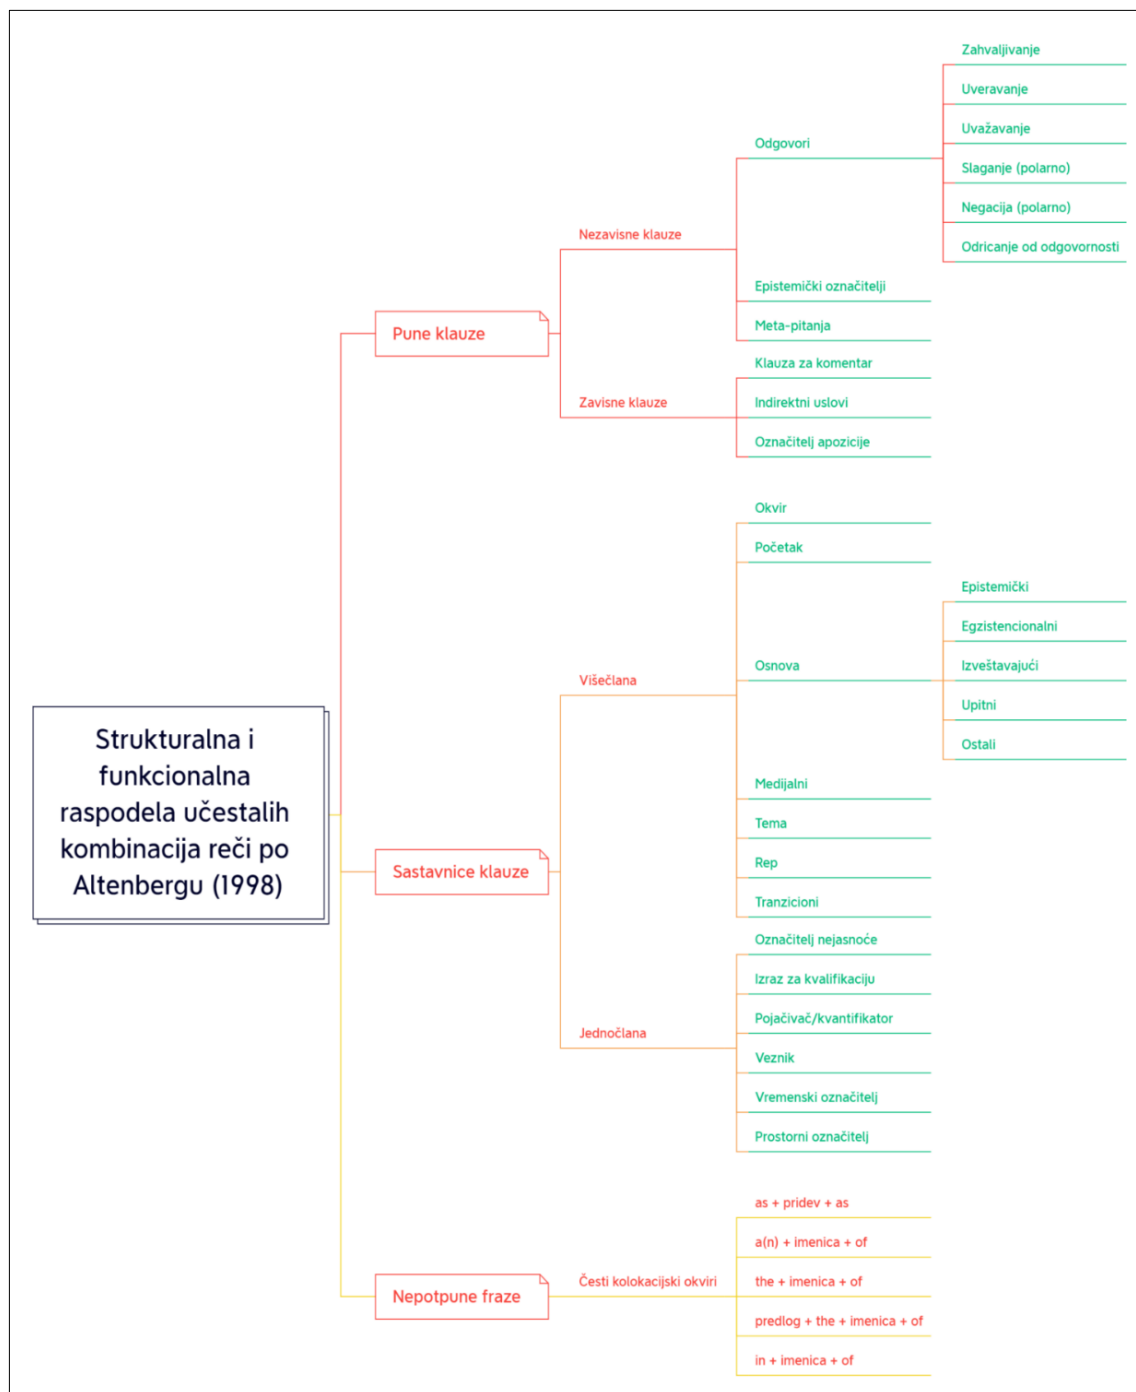 Strukturalna i
funkcionalna
raspodela učestalih
kombinacija reči po
Altenbergu (1998)
Pune klauze
Nezavisne klauze
Odgovori
Zahvaljivanje
Uveravanje
Uvažavanje
Slaganje (polarno)
Negacija (polarno)
Odricanje od odgovornosti
Epistemički označitelji
Meta-pitanja
Zavisne klauze
Klauza za komentar
Indirektni uslovi
Označitelj apozicije
Sastavnice klauze
Višečlana
Okvir
Početak
Osnova
Epistemički
Egzistencionalni
Izveštavajući
Upitni
Ostali
Medijalni
Tema
Rep
Tranzicioni
Jednočlana
Označitelj nejasnoće
Izraz za kvalifikaciju
Pojačivač/kvantifikator
Veznik
Vremenski označitelj
Prostorni označitelj
Nepotpune fraze
Česti kolokacijski okviri
as + pridev + as
a(n) + imenica + of
the + imenica + of
predlog + the + imenica + of
in + imenica + of